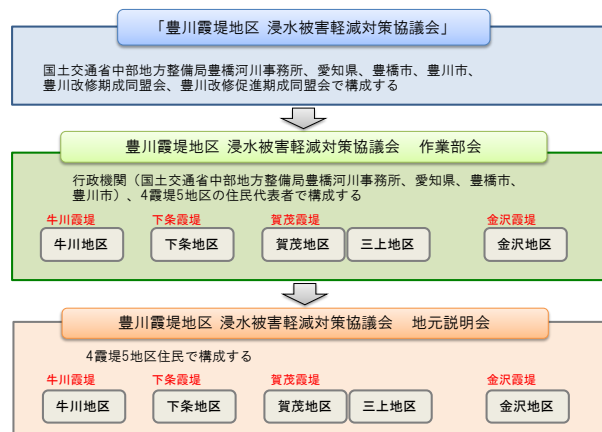 「豊川霞堤地区 浸水被害軽減対策協議会」
国土交通省中部地方整備局豊橋河川事務所、愛知県、豊橋市、豊川市、
豊川改修期成同盟会、豊川改修促進期成同盟会で構成する
豊川霞堤地区 浸水被害軽減対策協議会　作業部会
行政機関（国土交通省中部地方整備局豊橋河川事務所、愛知県、豊橋市、
豊川市）、4霞堤5地区の住民代表者で構成する
牛川霞堤 下条霞堤 賀茂霞堤 金沢霞堤
牛川地区 下条地区 賀茂地区 三上地区 金沢地区
豊川霞堤地区 浸水被害軽減対策協議会　地元説明会
4霞堤5地区住民で構成する
牛川霞堤 下条霞堤 賀茂霞堤 金沢霞堤
牛川地区 下条地区 賀茂地区 三上地区 金沢地区